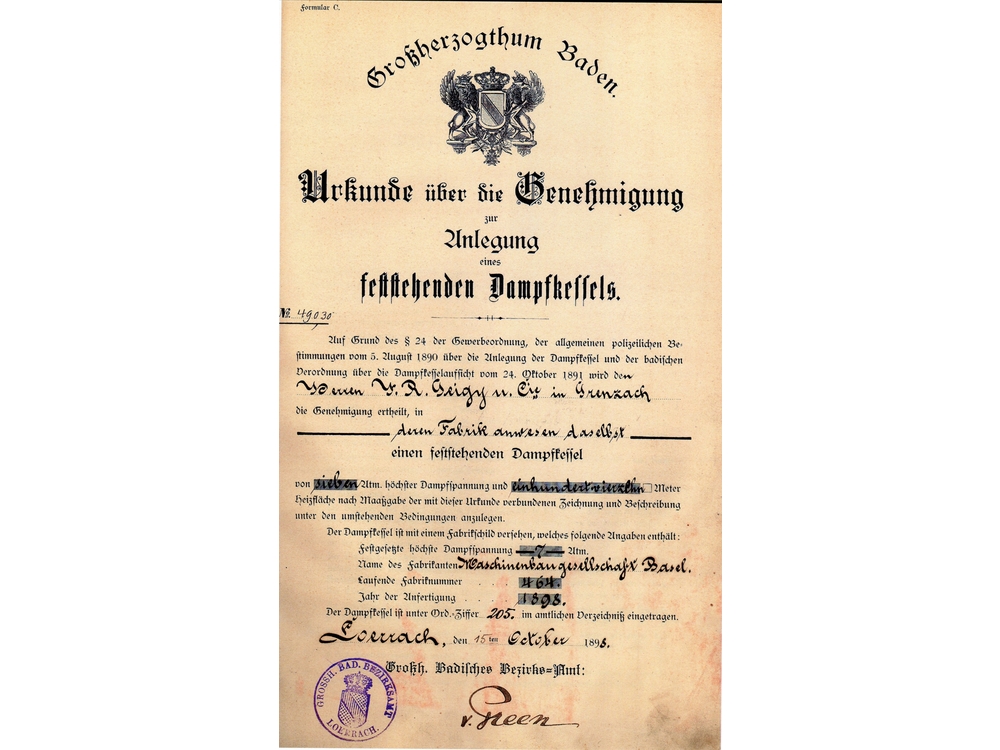 Formular C.
Großherzogthum Baden.
Urkunde über die Genehmigung
zur
Anlegung
eines
feststehenden Dampfkessels.
No. 49,030
Auf Grund des § 24 der Gewerbeordnung, der allgemeinen polizeilichen Be-
stimmungen vom 5. August 1890 über die Anlegung der Dampfkessel und der badischen
Verordnung über die Dampfkesselaufsicht vom 24. Oktober 1891 wird den
Herren J. R. Geigy u. Cie in Grenzach
die Genehmigung ertheilt, in
deren Fabrikanwesen daselbst
einen feststehenden Dampfkessel
von sieben Atm. höchster Dampfspannung und einhundertvierzehn □ Meter
Heizfläche nach Maaßgabe der mit dieser Urkunde verbundenen Zeichnung und Beschreibung
unter den umstehenden Bedingungen anzulegen.
Der Dampfkessel ist mit einem Fabrikschild versehen, welches folgende Angaben enthält:
Festgesetzte höchste Dampfspannung 7 Atm.
Name des Fabrikanten Maschinenbaugesellschaft Basel.
Laufende Fabriknummer . . . 464.
Jahr der Anfertigung . . . 1898.
Der Dampfkessel ist unter Ord.-Ziffer 205. im amtlichen Verzeichniß eingetragen.
Loerrach, den 15ten October 1898.
Großh. Badisches Bezirks-Amt:
GROSSH. BAD. BEZIRKSAMT
LOERRACH.
v. Preen